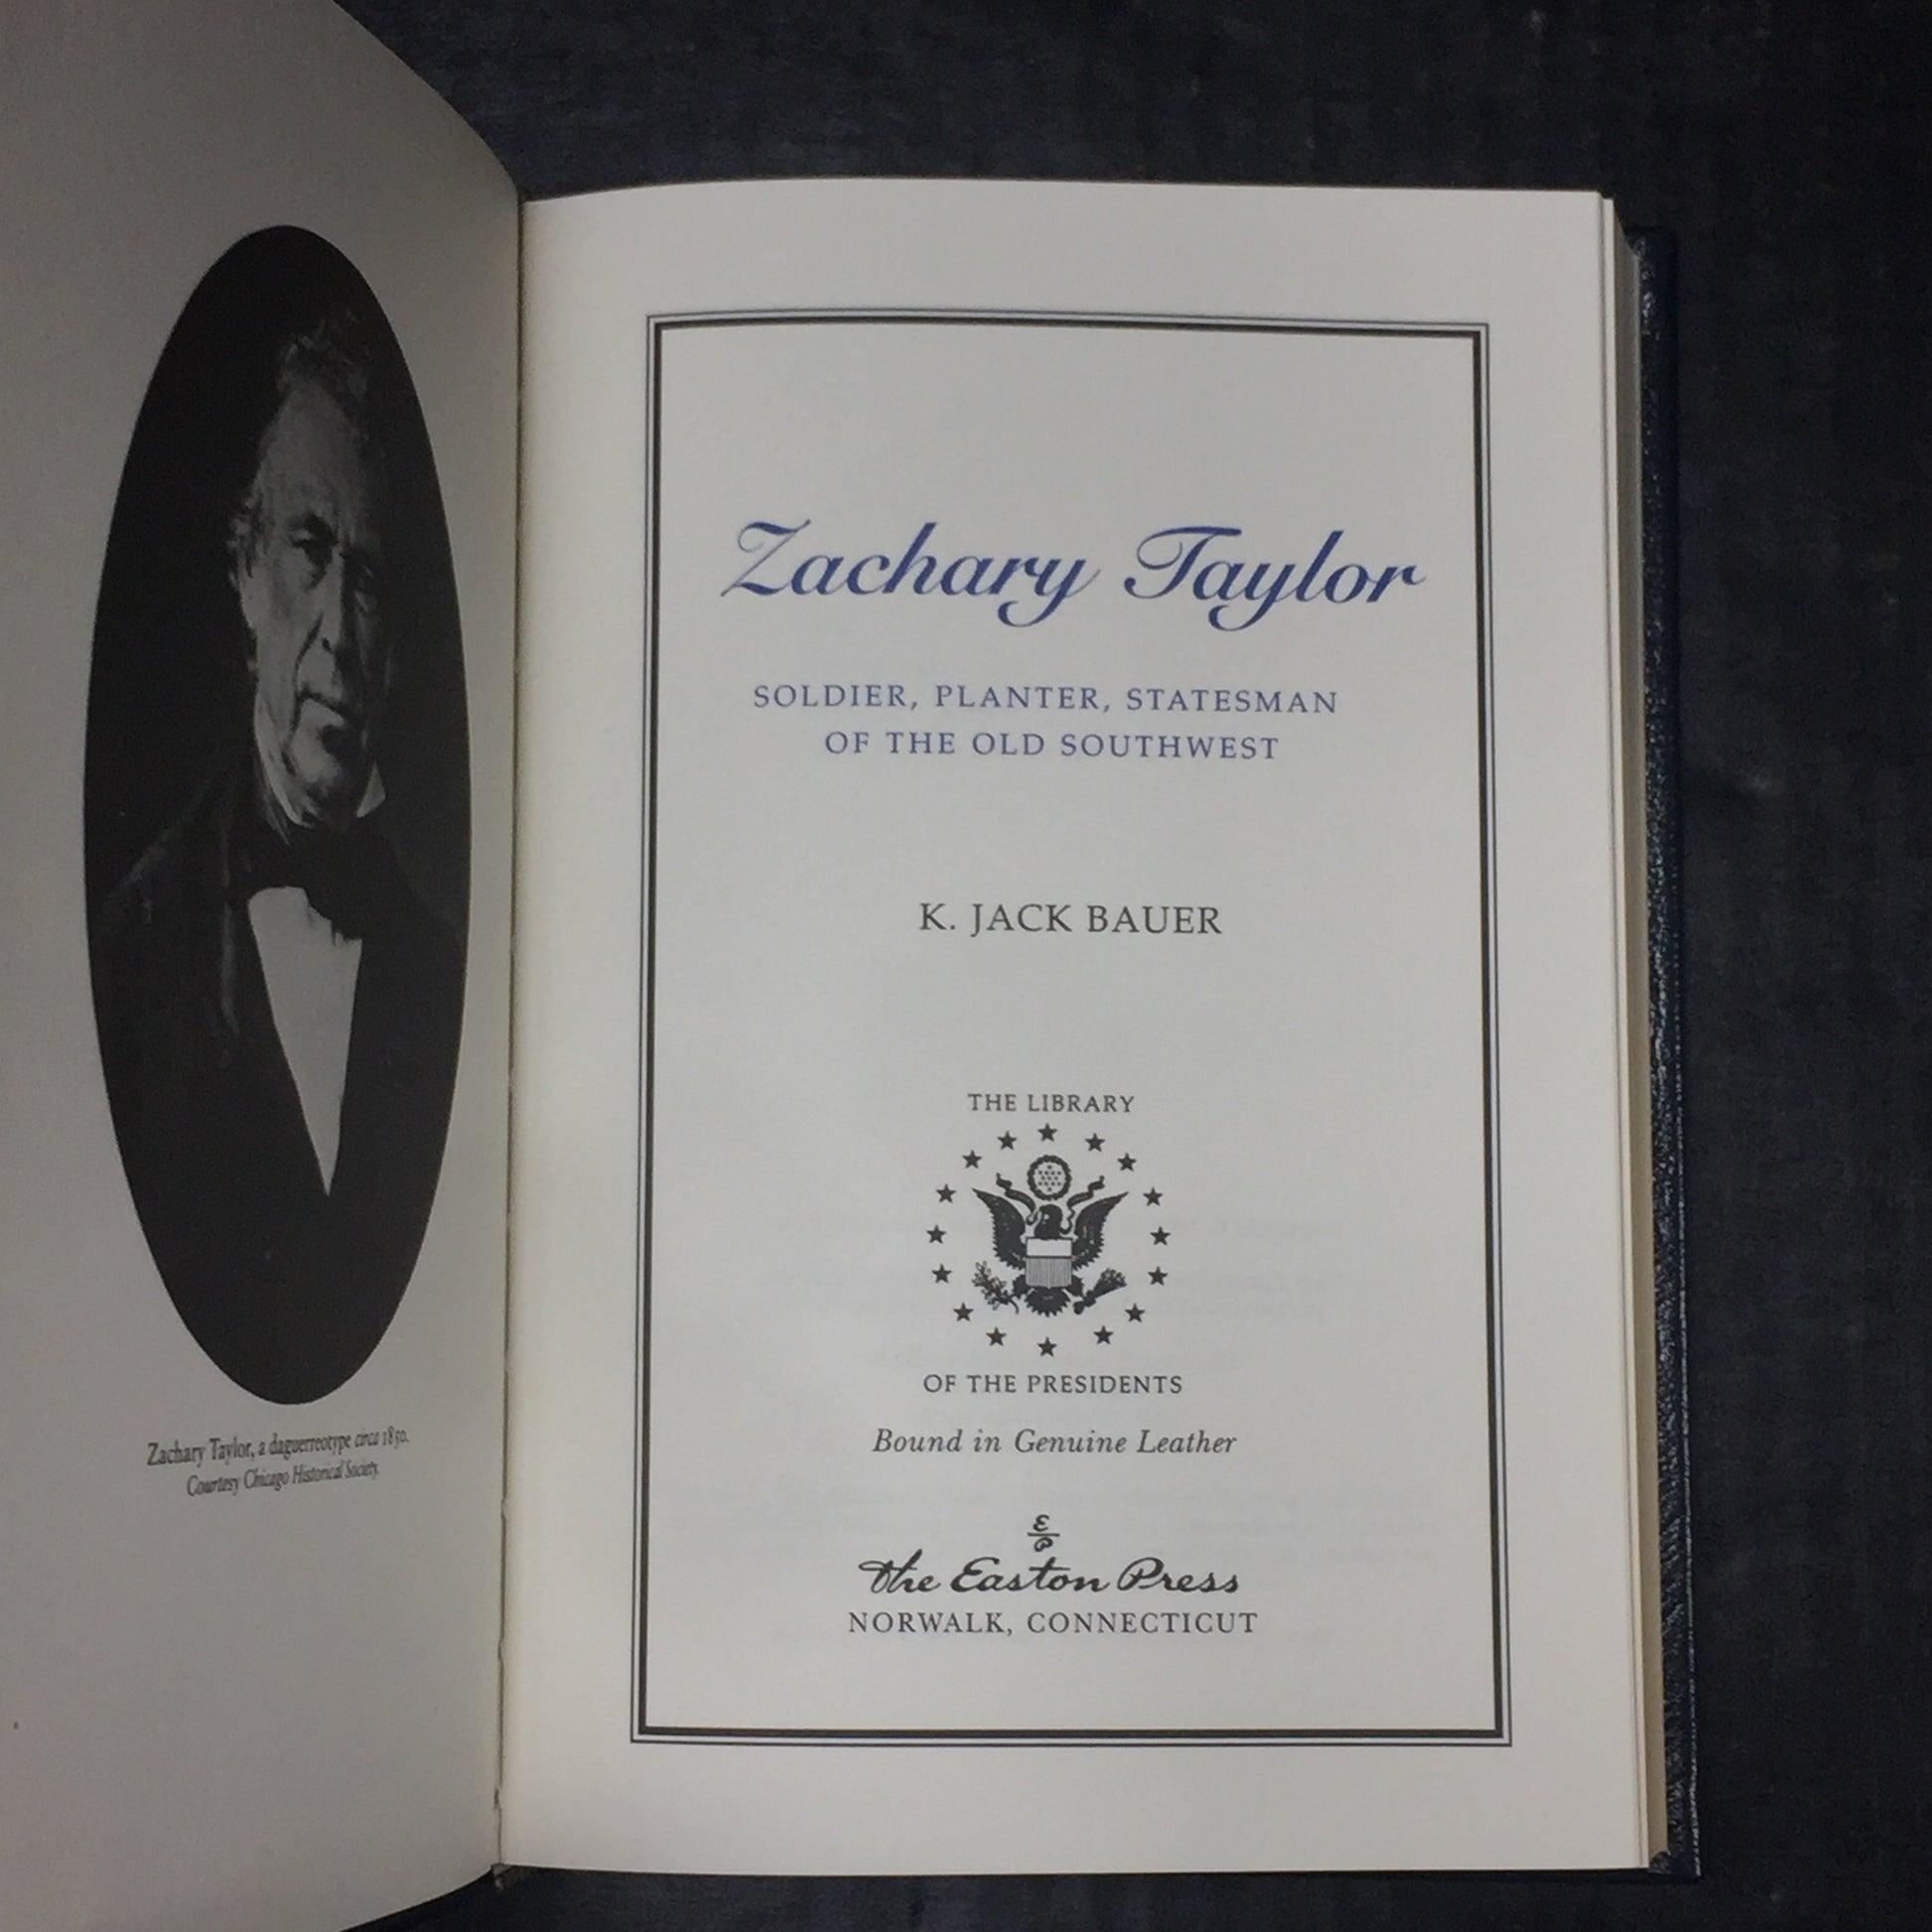 Zachary Taylor, a daguerreotype circa 1850.
Courtesy Chicago Historical Society.
Zachary Taylor
SOLDIER, PLANTER, STATESMAN
OF THE OLD SOUTHWEST
K. JACK BAUER
THE LIBRARY
OF THE PRESIDENTS
Bound in Genuine Leather
E
P
The Easton Press
NORWALK, CONNECTICUT